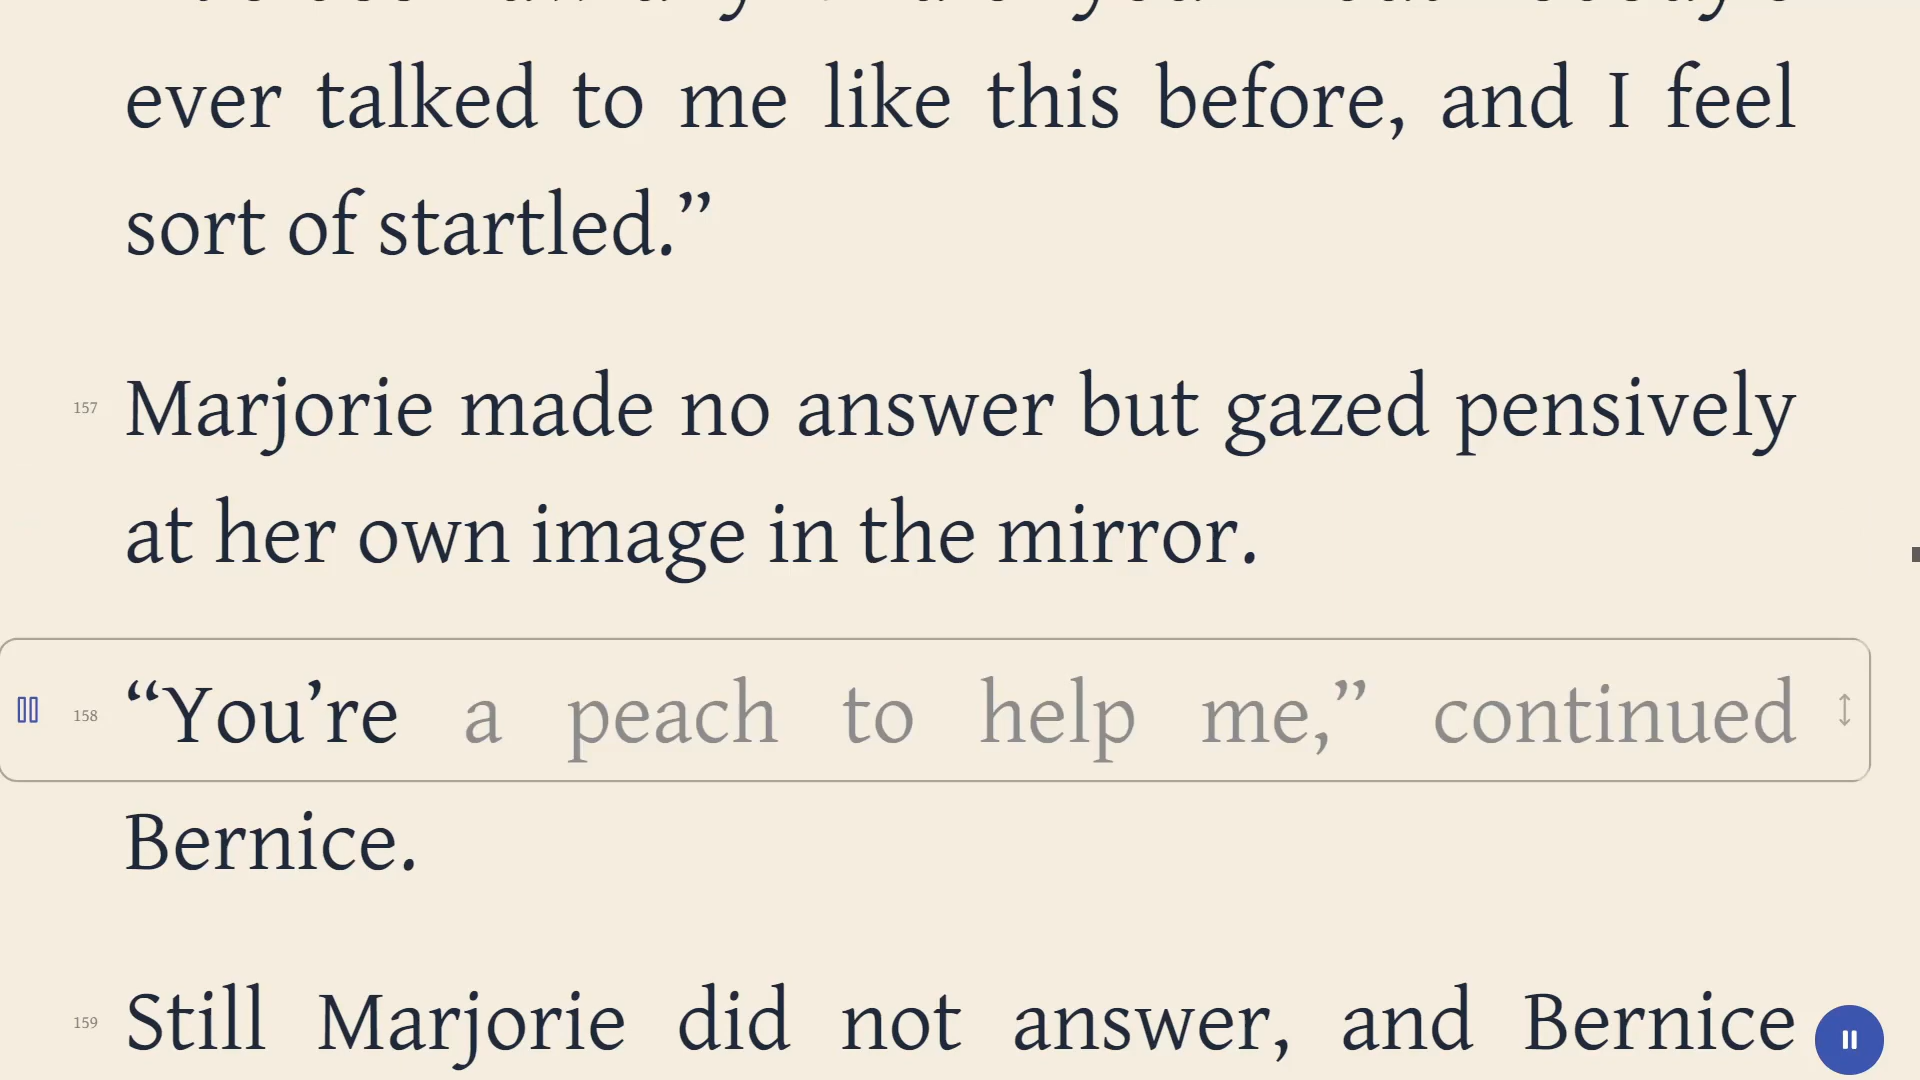 ever talked to me like this before, and I feel
sort of startled.”
157 Marjorie made no answer but gazed pensively
at her own image in the mirror.
158 “You’re a peach to help me,” continued
Bernice.
159 Still Marjorie did not answer, and Bernice